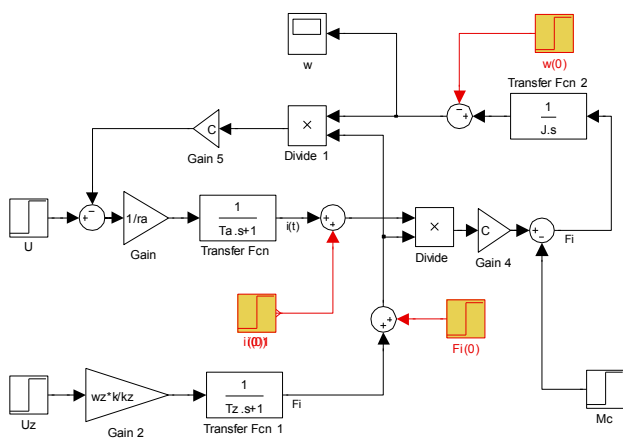 w
w(0)
Transfer Fcn 2
1
J.s
C
×
Gain 5
Divide 1
U
1/ra
Gain
1
Ta.s+1
Transfer Fcn
i(t)
×
Divide
C
Gain 4
Fi
Fi(0)
Uz
wz*k/kz
Gain 2
1
Tz.s+1
Transfer Fcn 1
Fi
Mc